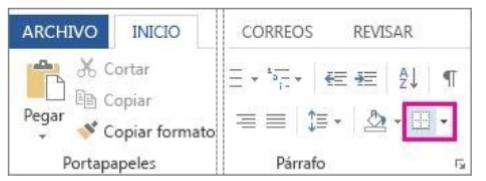 ARCHIVO INICIO CORREOS REVISAR
Cortar
Copiar
Pegar
Copiar formato
Portapapeles Párrafo